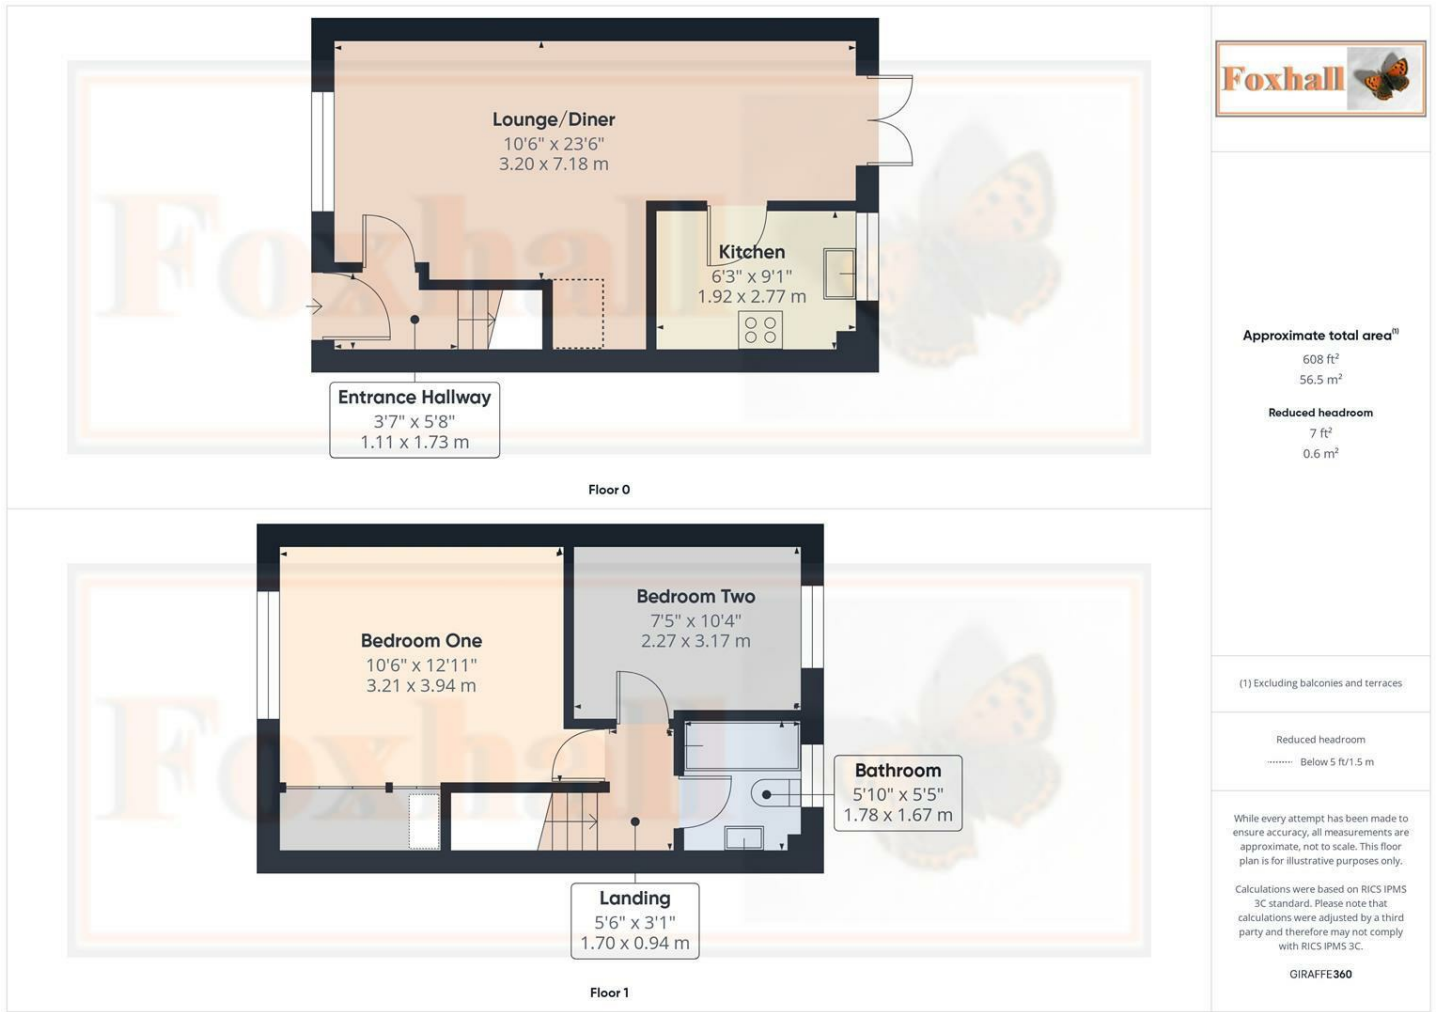 Lounge/Diner
10'6" x 23'6"
3.20 x 7.18 m
Kitchen
6'3" x 9'1"
1.92 x 2.77 m
Entrance Hallway
3'7" x 5'8"
1.11 x 1.73 m
Floor 0
Foxhall
Bedroom One
10'6" x 12'11"
3.21 x 3.94 m
Bedroom Two
7'5" x 10'4"
2.27 x 3.17 m
Bathroom
5'10" x 5'5"
1.78 x 1.67 m
Landing
5'6" x 3'1"
1.70 x 0.94 m
Floor 1
Foxhall
Foxhall
Approximate total area(1)
608 ft²
56.5 m²
Reduced headroom
7 ft²
0.6 m²
(1) Excluding balconies and terraces
Reduced headroom
Below 5 ft/1.5 m
While every attempt has been made to
ensure accuracy, all measurements are
approximate, not to scale. This floor
plan is for illustrative purposes only.
Calculations were based on RICS IPMS
3C standard. Please note that
calculations were adjusted by a third
party and therefore may not comply
with RICS IPMS 3C.
GIRAFFE360